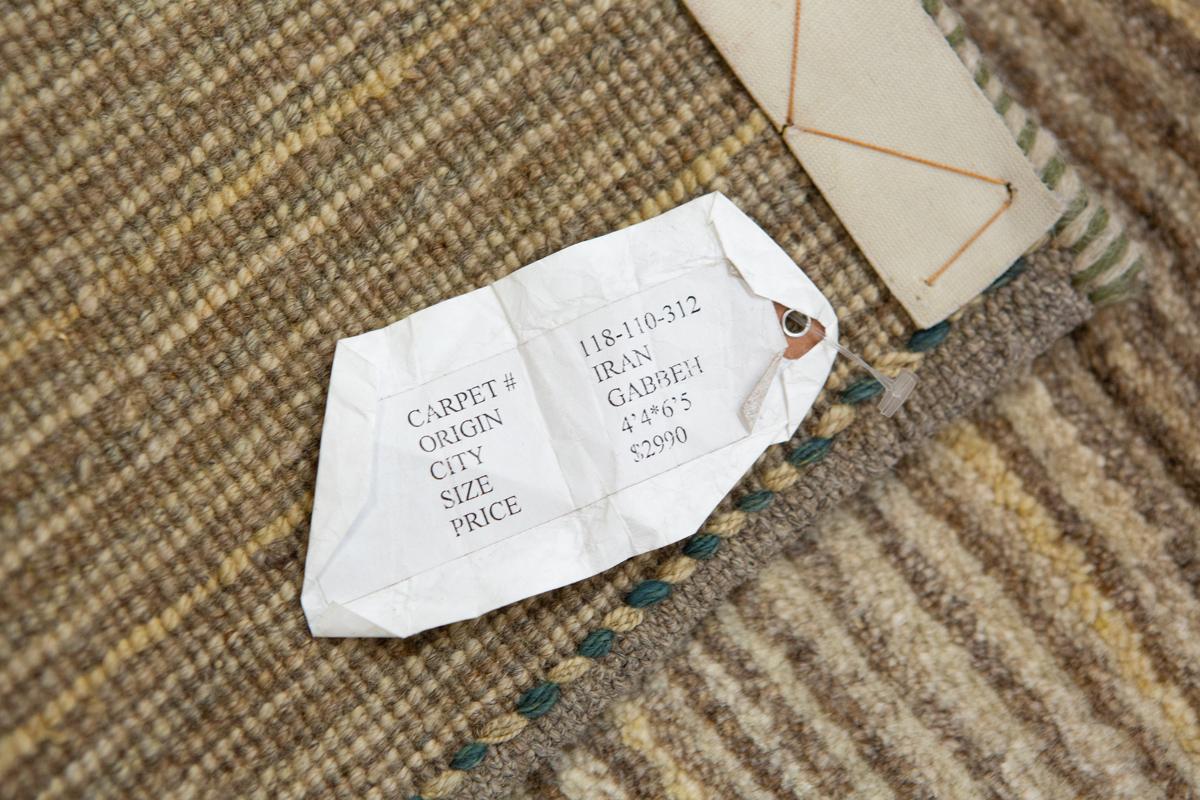 CARPET # 118-110-312
ORIGIN IRAN
CITY GABBEH
SIZE 4'4*6'5
PRICE $2990